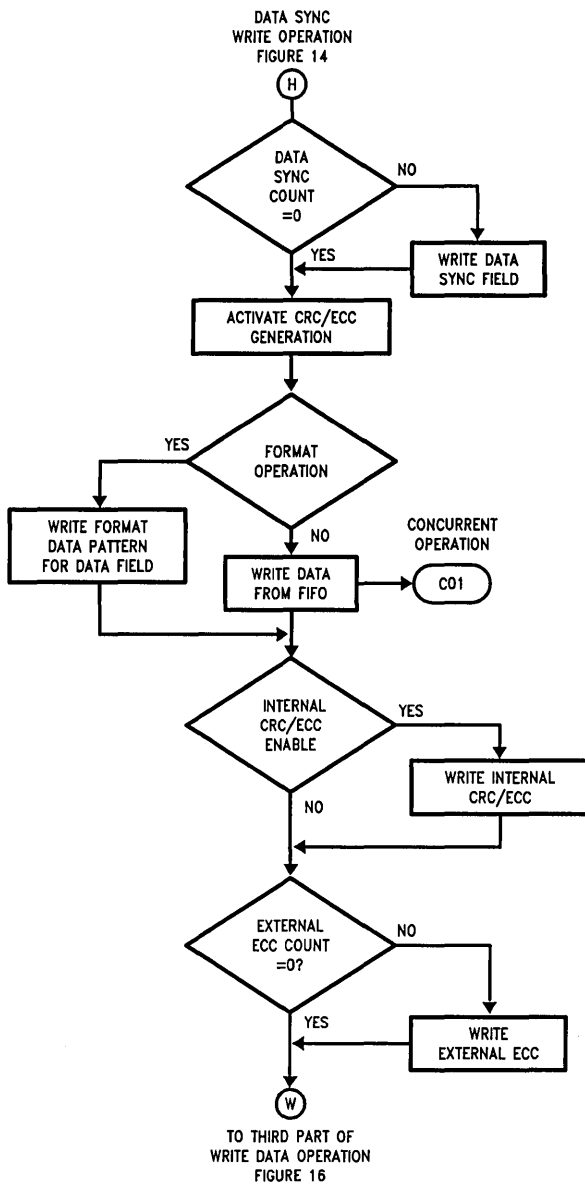 DATA SYNC
WRITE OPERATION
FIGURE 14
H
DATA
SYNC
COUNT
=0
NO
YES
WRITE DATA
SYNC FIELD
ACTIVATE CRC/ECC
GENERATION
YES
FORMAT
OPERATION
WRITE FORMAT
DATA PATTERN
FOR DATA FIELD
NO
CONCURRENT
OPERATION
WRITE DATA
FROM FIFO
CO1
INTERNAL
CRC/ECC
ENABLE
YES
WRITE INTERNAL
CRC/ECC
NO
EXTERNAL
ECC COUNT
=0?
NO
YES
WRITE
EXTERNAL ECC
W
TO THIRD PART OF
WRITE DATA OPERATION
FIGURE 16